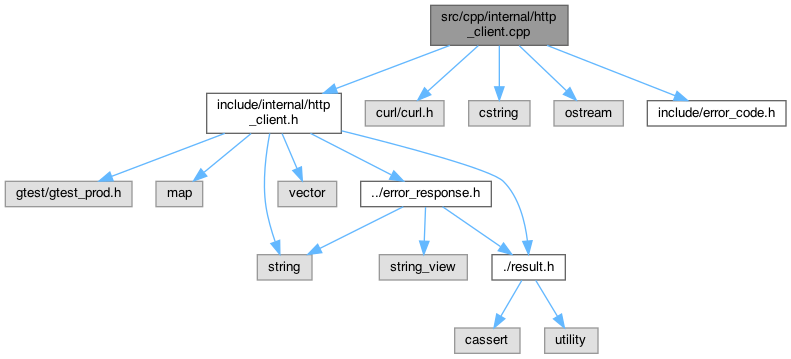 src/cpp/internal/http
_client.cpp
include/internal/http
_client.h
curl/curl.h
cstring
ostream
include/error_code.h
gtest/gtest_prod.h
map
vector
../error_response.h
string
string_view
./result.h
cassert
utility